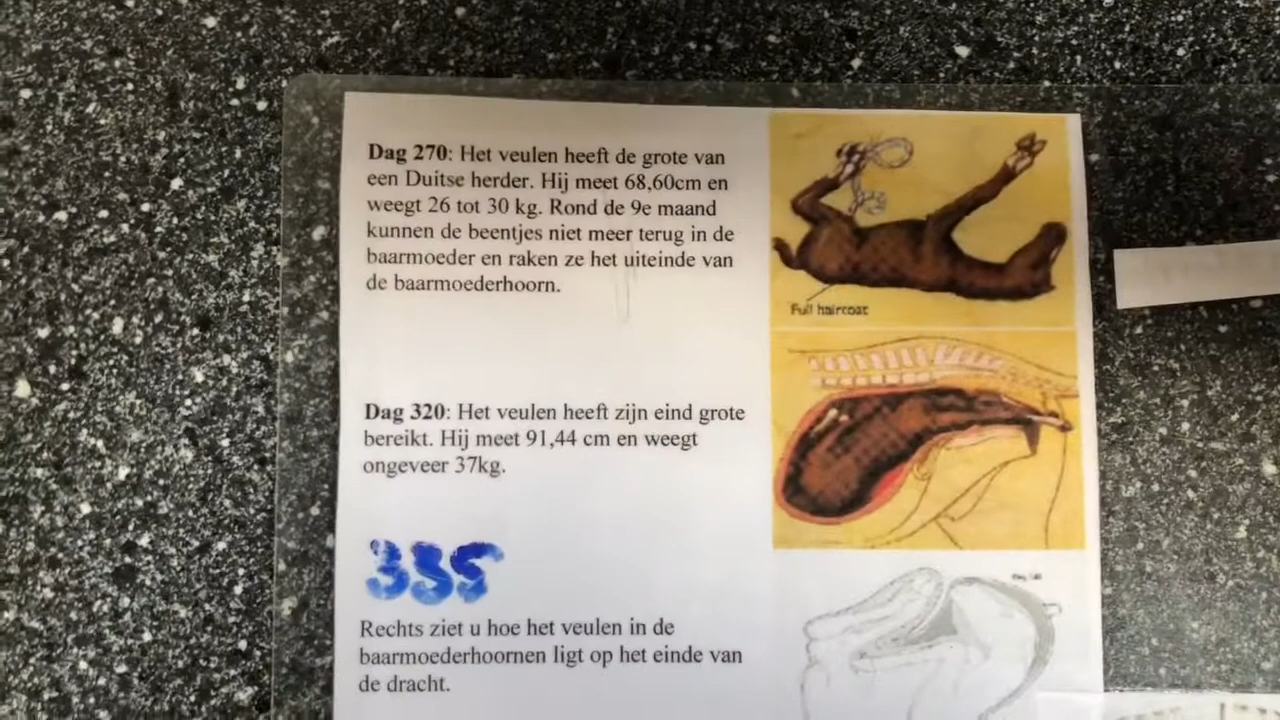 Dag 270: Het veulen heeft de grote van
een Duitse herder. Hij meet 68,60cm en
weegt 26 tot 30 kg. Rond de 9e maand
kunnen de beentjes niet meer terug in de
baarmoeder en raken ze het uiteinde van
de baarmoederhoorn.
Full haircoat
Dag 320: Het veulen heeft zijn eind grote
bereikt. Hij meet 91,44 cm en weegt
ongeveer 37kg.
335
Rechts ziet u hoe het veulen in de
baarmoederhoornen ligt op het einde van
de dracht.